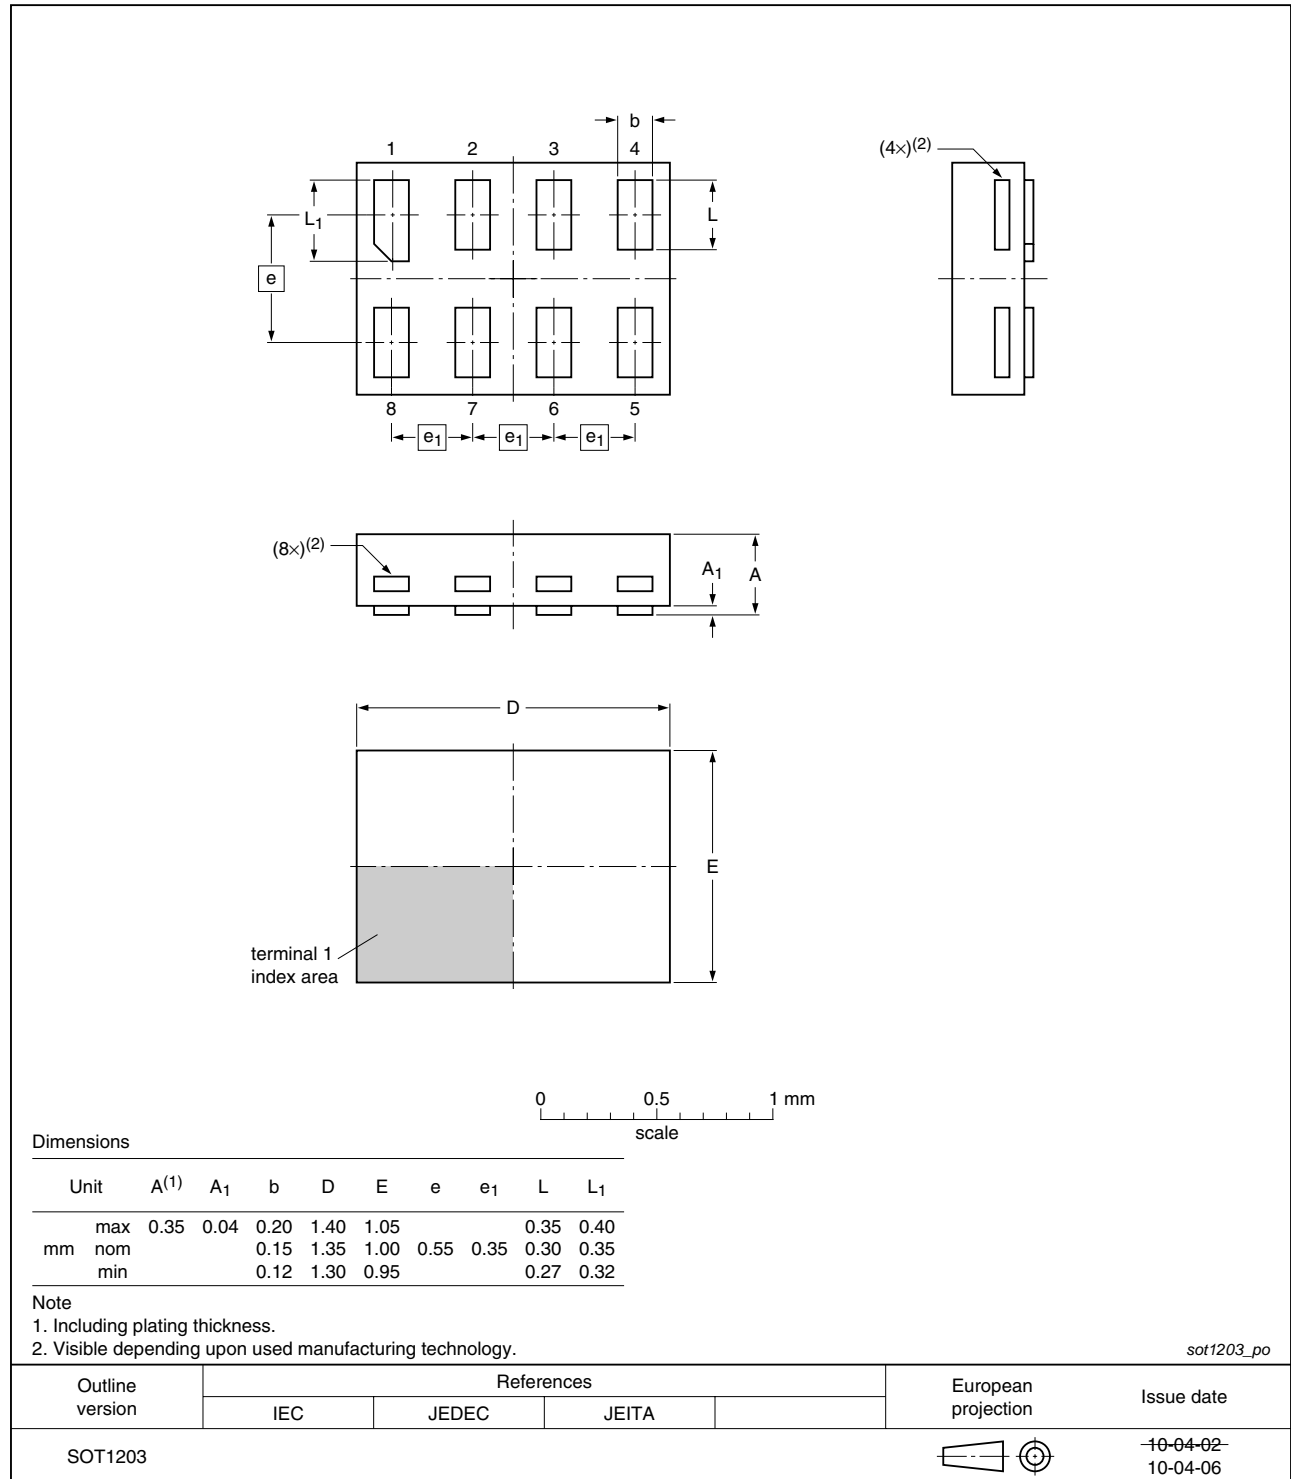 b
1 2 3 4
(4×)(2)
L1
L
e
8 7 6 5
e1 e1 e1
(8×)(2)
A1 A
D
E
terminal 1
index area
0 0.5 1 mm
scale
Dimensions
Unit A(1) A1 b D E e e1 L L1
max 0.35 0.04 0.20 1.40 1.05 0.35 0.40
mm nom 0.15 1.35 1.00 0.55 0.35 0.30 0.35
min 0.12 1.30 0.95 0.27 0.32
Note
1. Including plating thickness.
2. Visible depending upon used manufacturing technology.
sot1203_po
Outline
version
References
IEC JEDEC JEITA
European
projection
Issue date
SOT1203
10-04-02
10-04-06